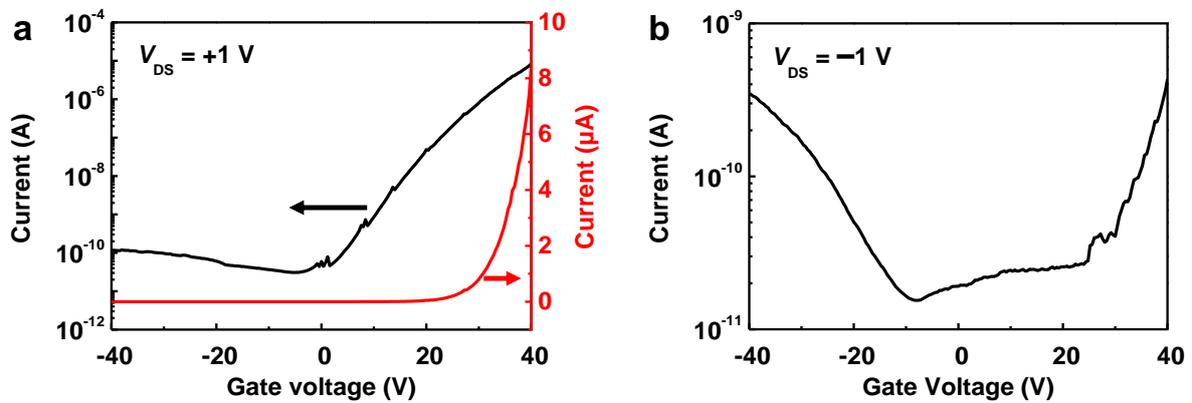 a
V_DS = +1 V
10^-4
10^-6
10^-8
10^-10
10^-12
Current (A)
10
8
6
4
2
0
Current (µA)
-40 -20 0 20 40
Gate voltage (V)
b
V_DS = −1 V
10^-9
10^-10
10^-11
Current (A)
-40 -20 0 20 40
Gate Voltage (V)